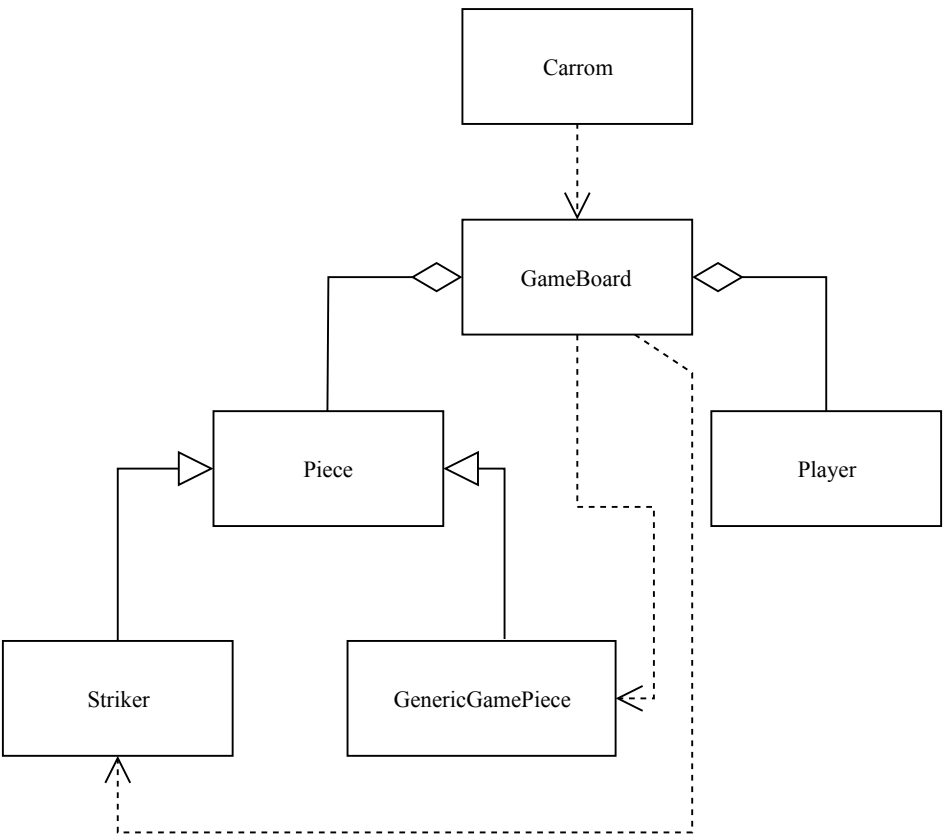 Carrom
GameBoard
Piece
Player
Striker
GenericGamePiece